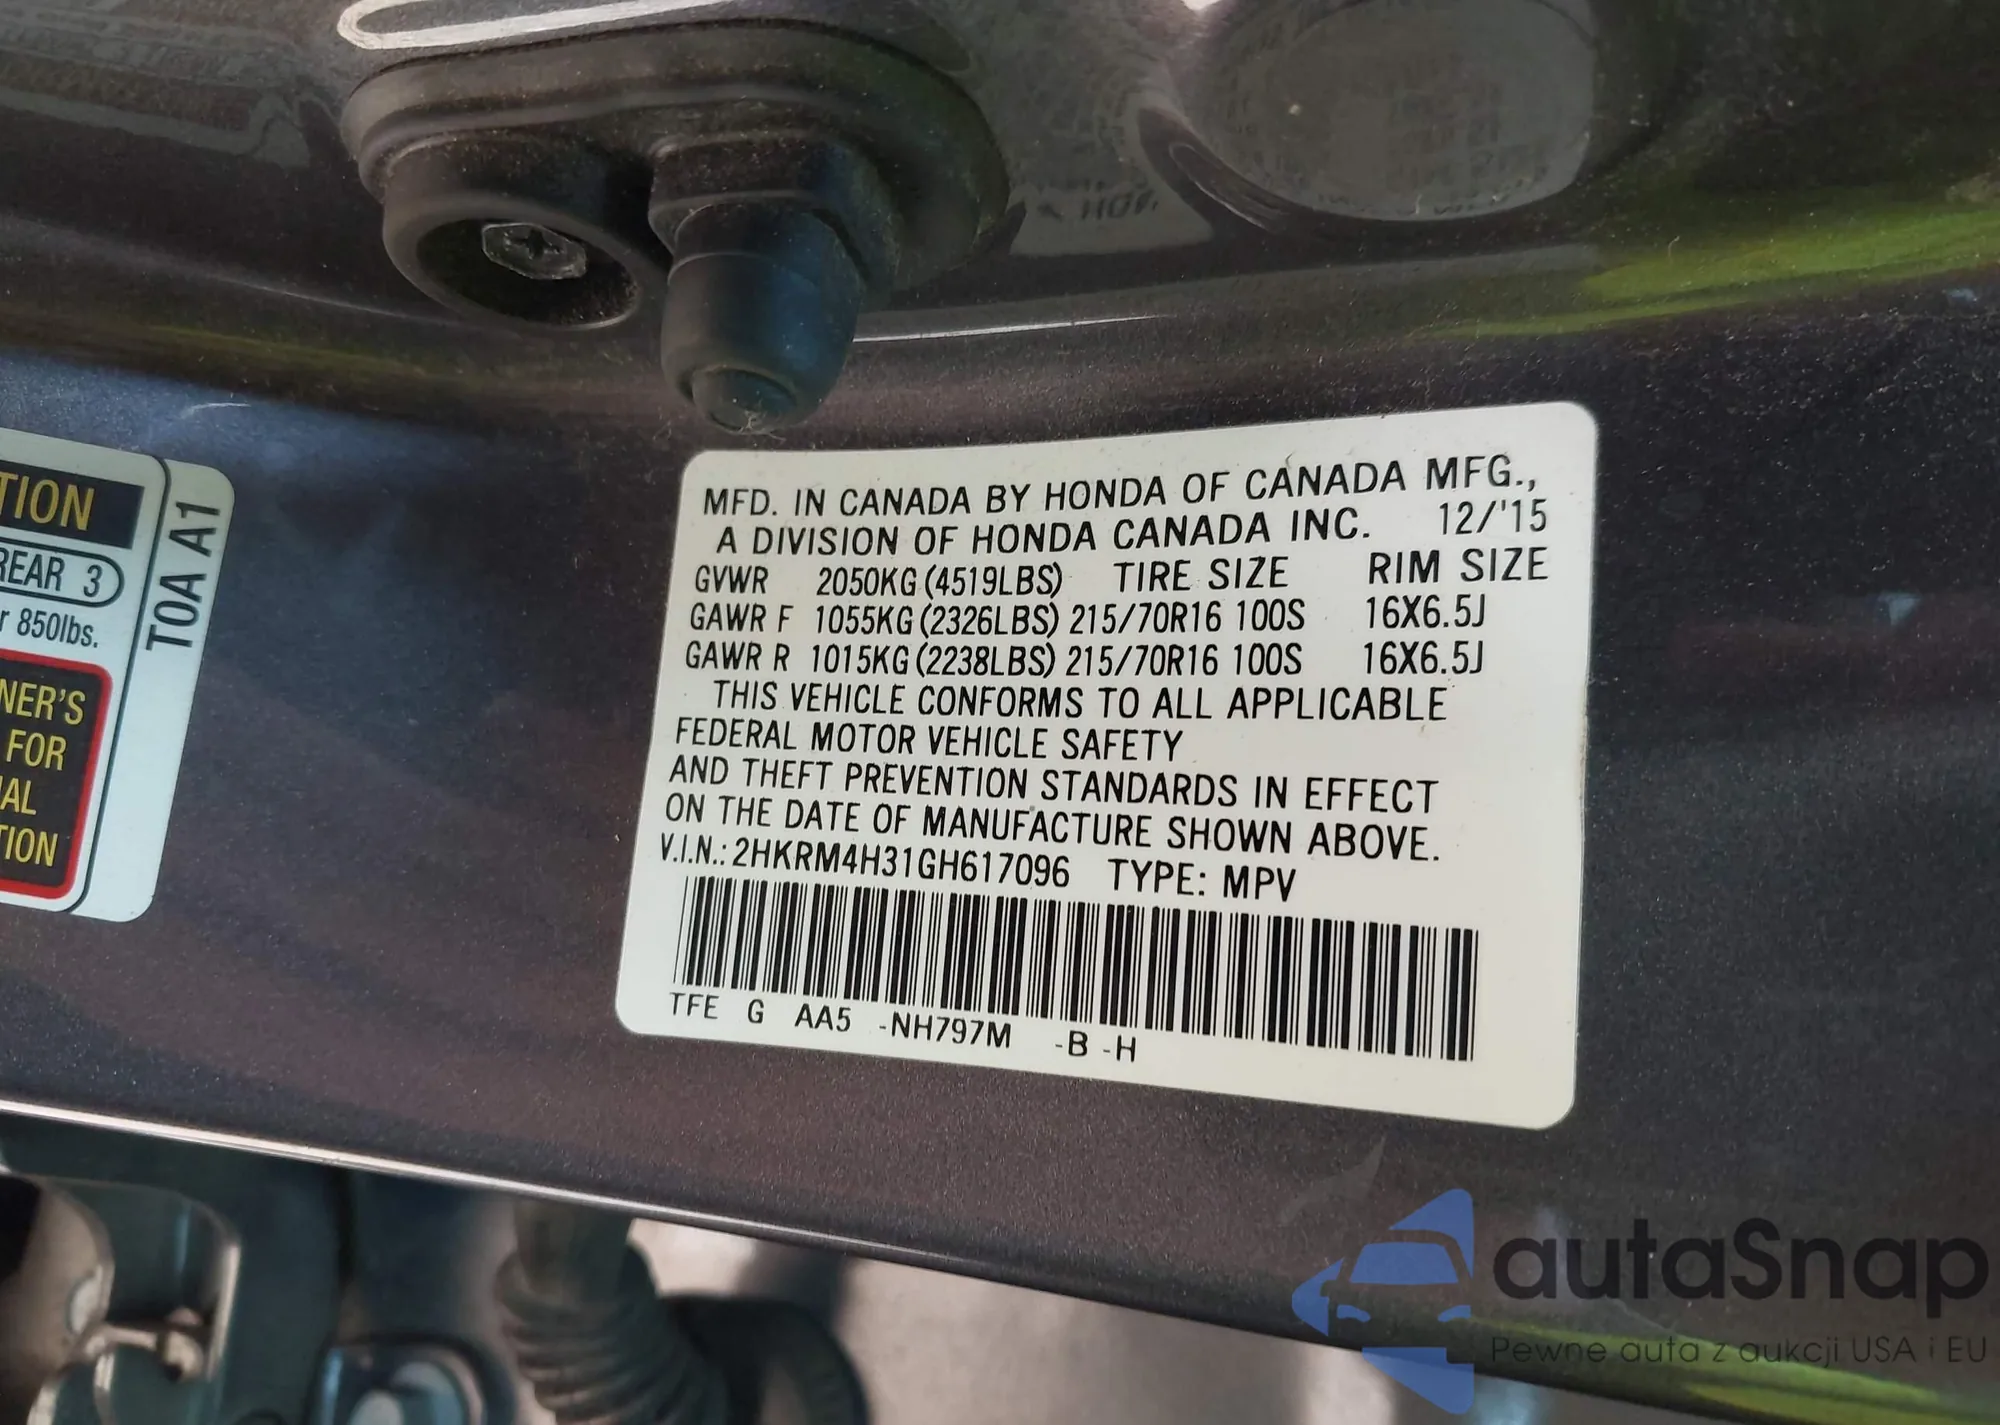 TION
REAR 3
r 850lbs.
NER'S
FOR
IAL
TION
T0A A1
MFD. IN CANADA BY HONDA OF CANADA MFG.,
A DIVISION OF HONDA CANADA INC. 12/'15
GVWR 2050KG (4519LBS) TIRE SIZE RIM SIZE
GAWR F 1055KG (2326LBS) 215/70R16 100S 16X6.5J
GAWR R 1015KG (2238LBS) 215/70R16 100S 16X6.5J
THIS VEHICLE CONFORMS TO ALL APPLICABLE
FEDERAL MOTOR VEHICLE SAFETY
AND THEFT PREVENTION STANDARDS IN EFFECT
ON THE DATE OF MANUFACTURE SHOWN ABOVE.
V.I.N.: 2HKRM4H31GH617096 TYPE: MPV
TFE G AA5 -NH797M -B -H
autaSnap
Pewne auta z aukcji USA i EU